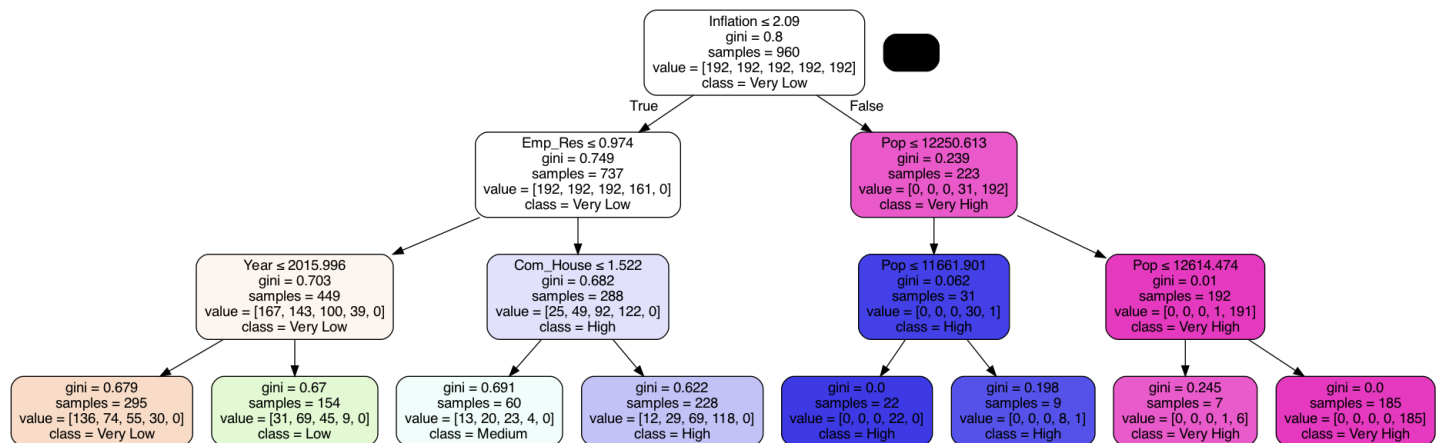 Inflation ≤ 2.09
gini = 0.8
samples = 960
value = [192, 192, 192, 192, 192]
class = Very Low
True
False
Emp_Res ≤ 0.974
gini = 0.749
samples = 737
value = [192, 192, 192, 161, 0]
class = Very Low
Pop ≤ 12250.613
gini = 0.239
samples = 223
value = [0, 0, 0, 31, 192]
class = Very High
Year ≤ 2015.996
gini = 0.703
samples = 449
value = [167, 143, 100, 39, 0]
class = Very Low
Com_House ≤ 1.522
gini = 0.682
samples = 288
value = [25, 49, 92, 122, 0]
class = High
Pop ≤ 11661.901
gini = 0.062
samples = 31
value = [0, 0, 0, 30, 1]
class = High
Pop ≤ 12614.474
gini = 0.01
samples = 192
value = [0, 0, 0, 1, 191]
class = Very High
gini = 0.679
samples = 295
value = [136, 74, 55, 30, 0]
class = Very Low
gini = 0.67
samples = 154
value = [31, 69, 45, 9, 0]
class = Low
gini = 0.691
samples = 60
value = [13, 20, 23, 4, 0]
class = Medium
gini = 0.622
samples = 228
value = [12, 29, 69, 118, 0]
class = High
gini = 0.0
samples = 22
value = [0, 0, 0, 22, 0]
class = High
gini = 0.198
samples = 9
value = [0, 0, 0, 8, 1]
class = High
gini = 0.245
samples = 7
value = [0, 0, 0, 1, 6]
class = Very High
gini = 0.0
samples = 185
value = [0, 0, 0, 0, 185]
class = Very High